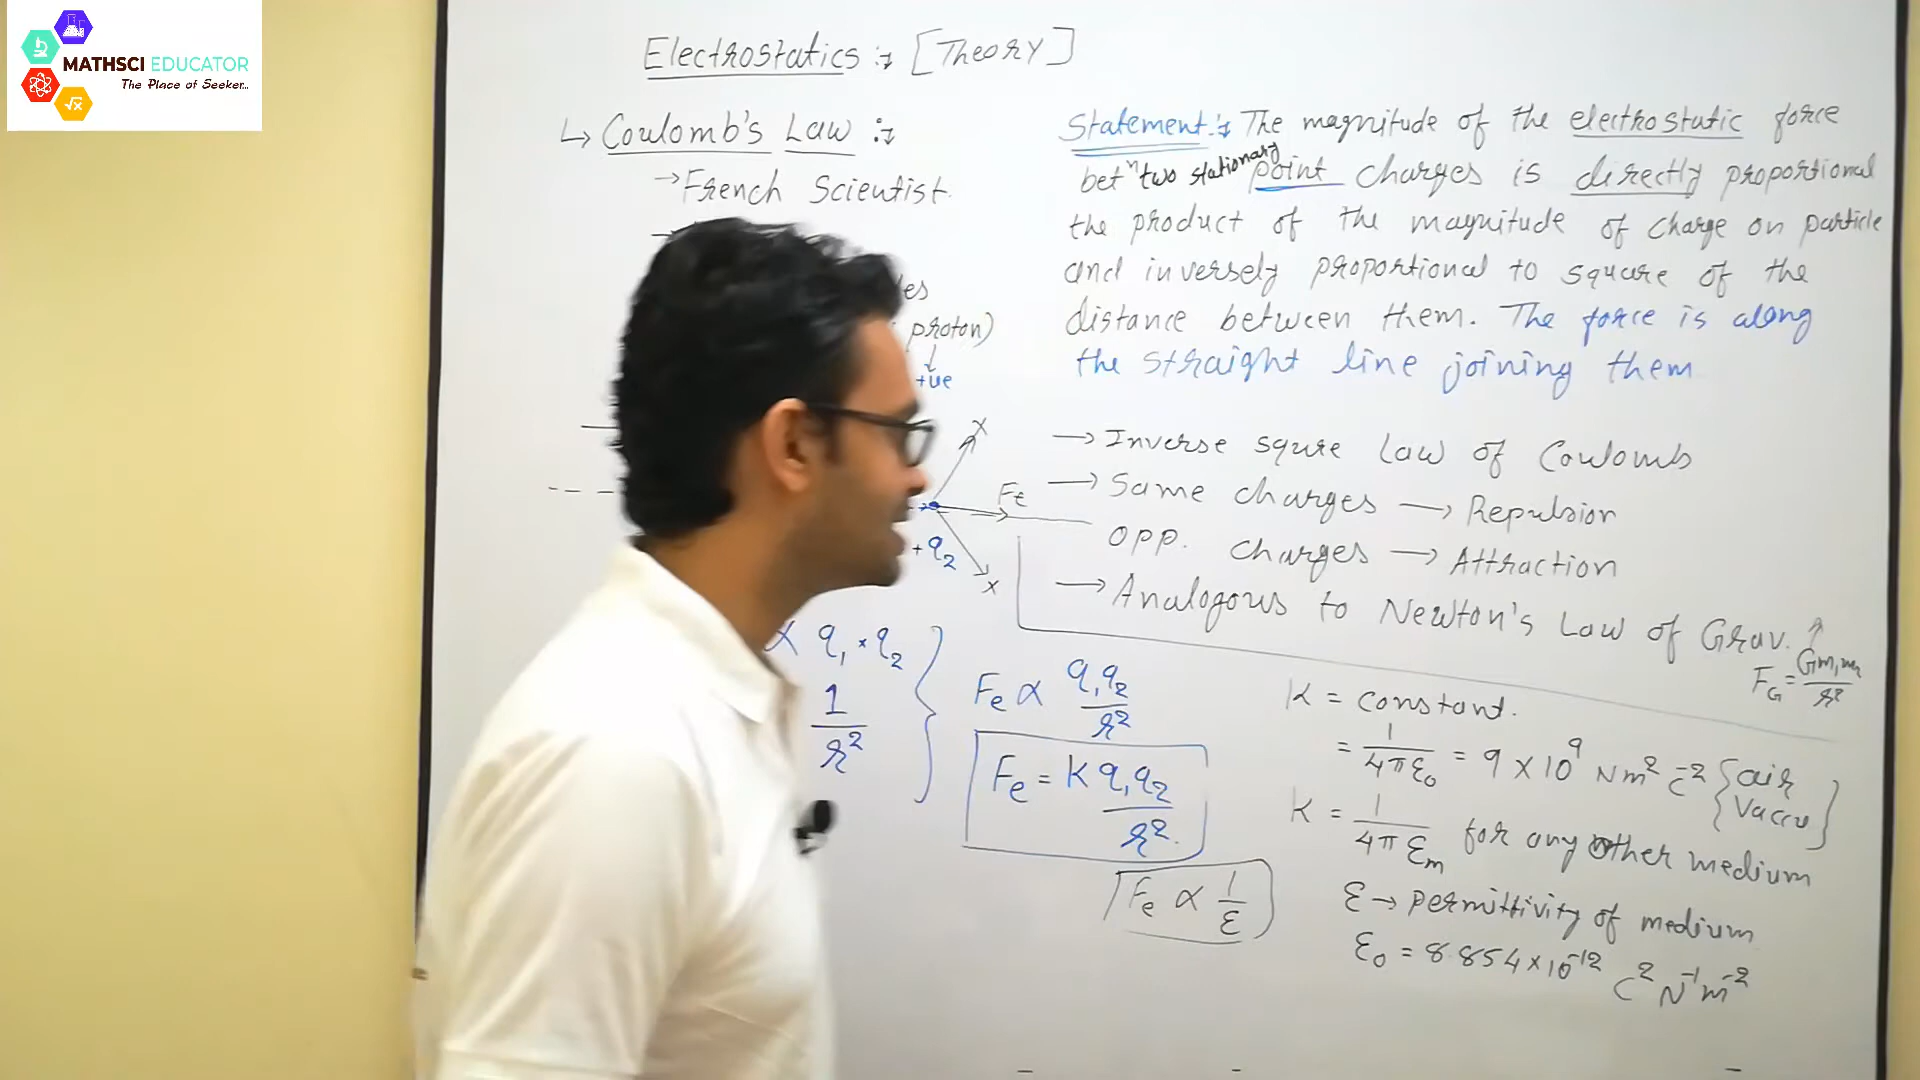 MATHSCI EDUCATOR
The Place of Seeker...
Electrostatics :→ [Theory]
↳ Coulomb's Law :→
→ French Scientist.
proton)
+ve
x
Fe
+q2
x
∝ q1 × q2
1
r²
Fe ∝ q1q2 / r²
Fe = K q1q2 / r².
Fe ∝ 1/ε
Statement :→ The magnitude of the electrostatic force
betⁿ two stationary point charges is directly proportional
the product of the magnitude of charge on particle
and inversely proportional to square of the
distance between them. The force is along
the straight line joining them
→ Inverse squre Law of Coulomb
→ Same charges → Repulsion
opp. charges → Attraction
→ Analogous to Newton's Law of Grav.
FG = Gm1m2 / r²
K = constant.
= 1/4πε0 = 9 × 10⁹ Nm² C⁻² {air
K = 1/4πεm for any other medium
ε → permittivity of medium
ε0 = 8.854 × 10⁻¹² C² N⁻¹ m⁻²